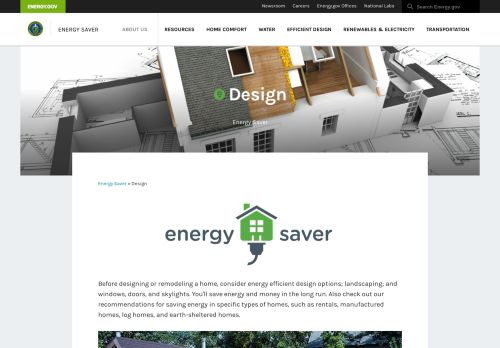 ENERGY.GOV
Newsroom Careers Energy.gov Offices National Labs Search Energy.gov
ENERGY SAVER ABOUT US RESOURCES HOME COMFORT WATER EFFICIENT DESIGN RENEWABLES & ELECTRICITY TRANSPORTATION
Design
Energy Saver
Energy Saver » Design
energy saver
Before designing or remodeling a home, consider energy efficient design options; landscaping; and
windows, doors, and skylights. You'll save energy and money in the long run. Also check out our
recommendations for saving energy in specific types of homes, such as rentals, manufactured
homes, log homes, and earth-sheltered homes.